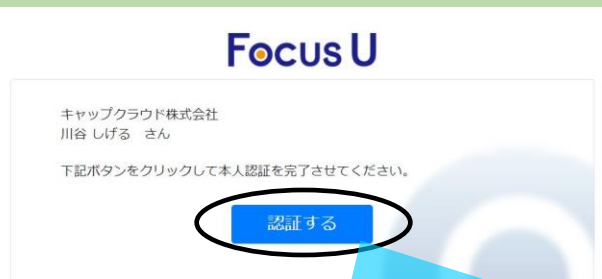 Focus U
キャップクラウド株式会社
川谷 しげる　さん
下記ボタンをクリックして本人認証を完了させてください。
認証する